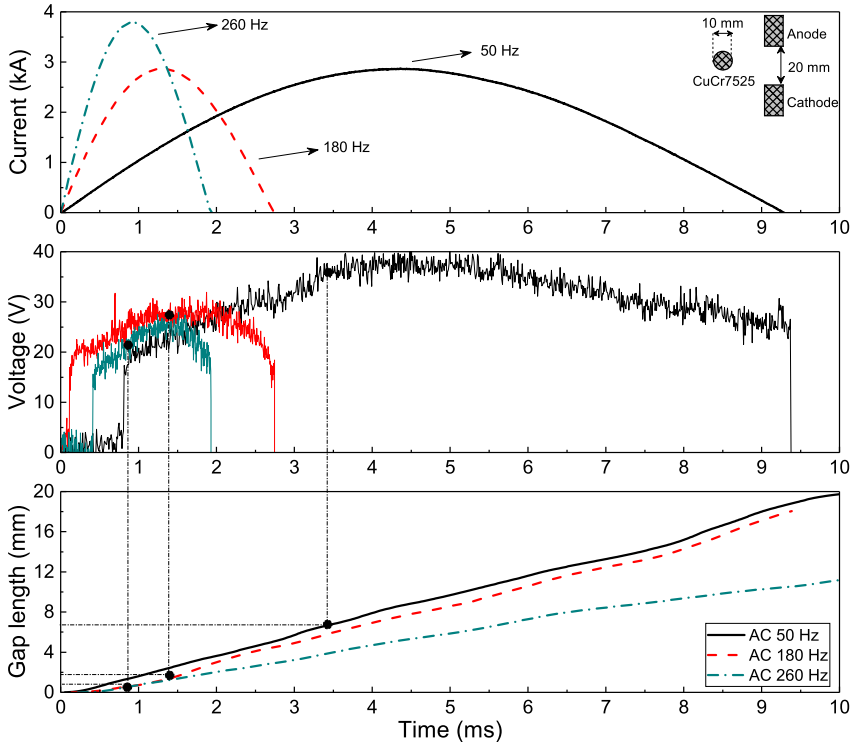 4
3
2
1
0
Current (kA)
260 Hz
50 Hz
180 Hz
10 mm
CuCr7525
Anode
20 mm
Cathode
0 1 2 3 4 5 6 7 8 9 10
40
30
20
10
0
Voltage (V)
0 1 2 3 4 5 6 7 8 9 10
20
16
12
8
4
2
0
Gap length (mm)
AC 50 Hz
AC 180 Hz
AC 260 Hz
0 1 2 3 4 5 6 7 8 9 10
Time (ms)